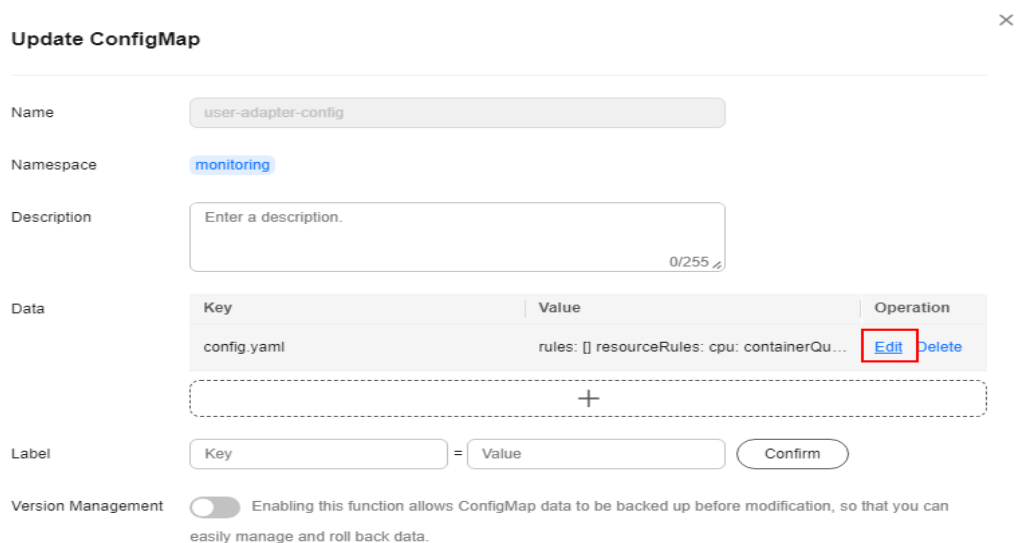 Update ConfigMap
Name
user-adapter-config
Namespace
monitoring
Description
Enter a description.
0/255
Data
Key Value Operation
config.yaml rules: [] resourceRules: cpu: containerQu... Edit Delete
Label
Key = Value Confirm
Version Management
Enabling this function allows ConfigMap data to be backed up before modification, so that you can
easily manage and roll back data.